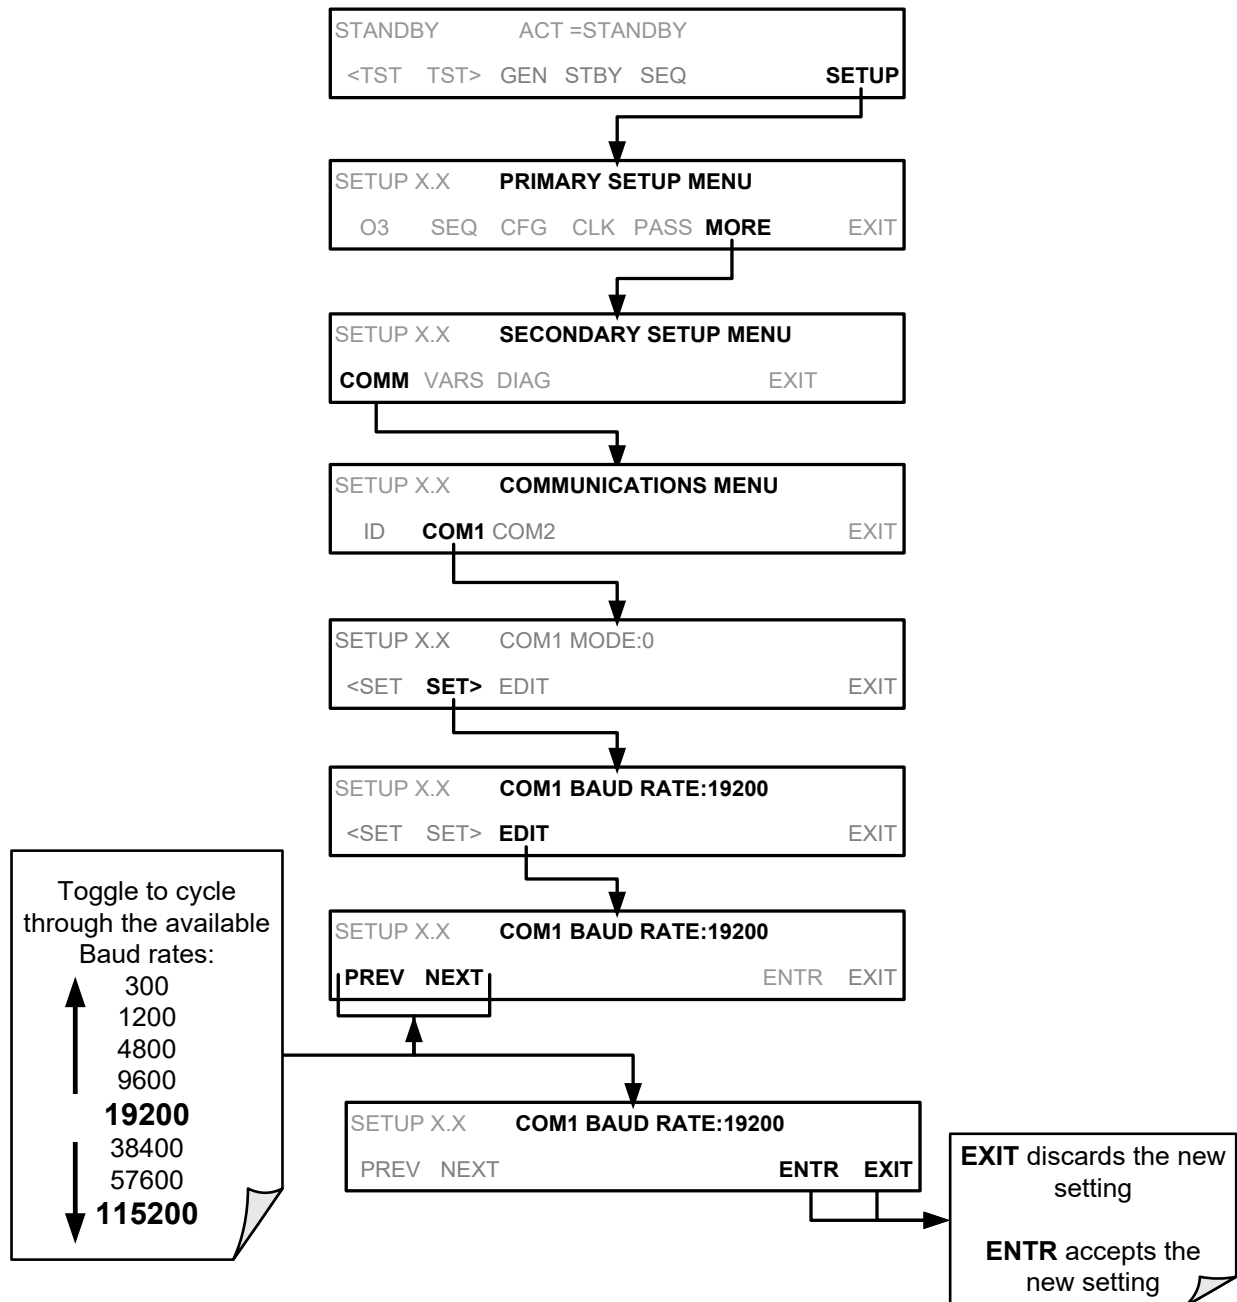 STANDBY ACT =STANDBY
<TST TST> GEN STBY SEQ SETUP
SETUP X.X PRIMARY SETUP MENU
O3 SEQ CFG CLK PASS MORE EXIT
SETUP X.X SECONDARY SETUP MENU
COMM VARS DIAG EXIT
SETUP X.X COMMUNICATIONS MENU
ID COM1 COM2 EXIT
SETUP X.X COM1 MODE:0
<SET SET> EDIT EXIT
SETUP X.X COM1 BAUD RATE:19200
<SET SET> EDIT EXIT
SETUP X.X COM1 BAUD RATE:19200
PREV NEXT ENTR EXIT
Toggle to cycle
through the available
Baud rates:
300
1200
4800
9600
19200
38400
57600
115200
SETUP X.X COM1 BAUD RATE:19200
PREV NEXT ENTR EXIT
EXIT discards the new
setting
ENTR accepts the
new setting